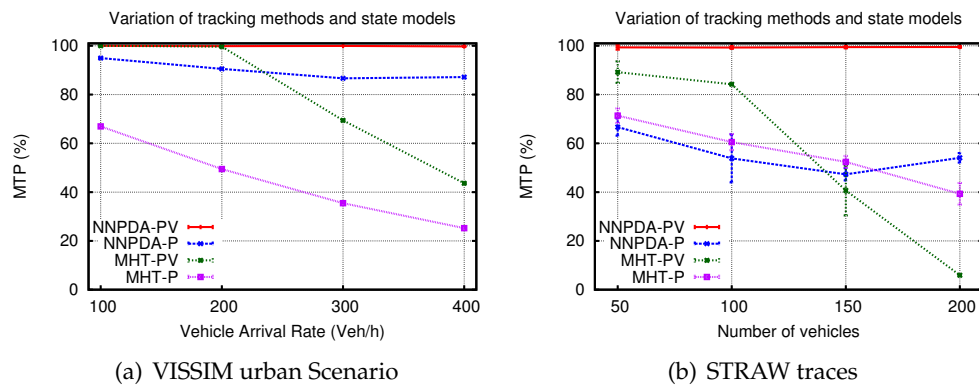 Variation of tracking methods and state models
100
80
60
40
20
0
MTP (%)
NNPDA-PV
NNPDA-P
MHT-PV
MHT-P
100 200 300 400
Vehicle Arrival Rate (Veh/h)
(a) VISSIM urban Scenario
Variation of tracking methods and state models
100
80
60
40
20
0
MTP (%)
NNPDA-PV
NNPDA-P
MHT-PV
MHT-P
50 100 150 200
Number of vehicles
(b) STRAW traces